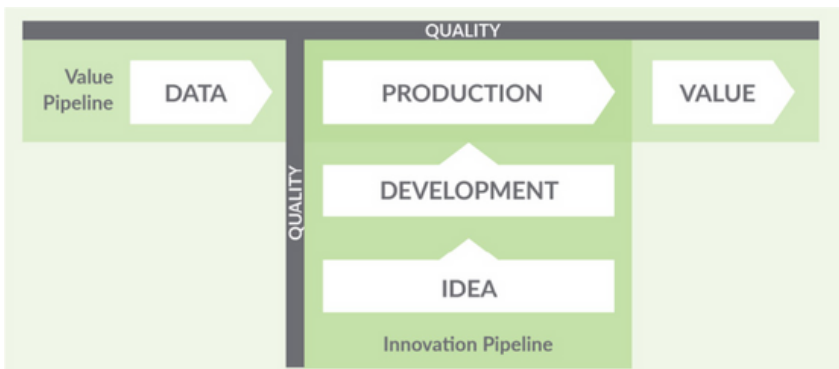 QUALITY
Value
Pipeline
DATA
PRODUCTION
VALUE
QUALITY
DEVELOPMENT
IDEA
Innovation Pipeline